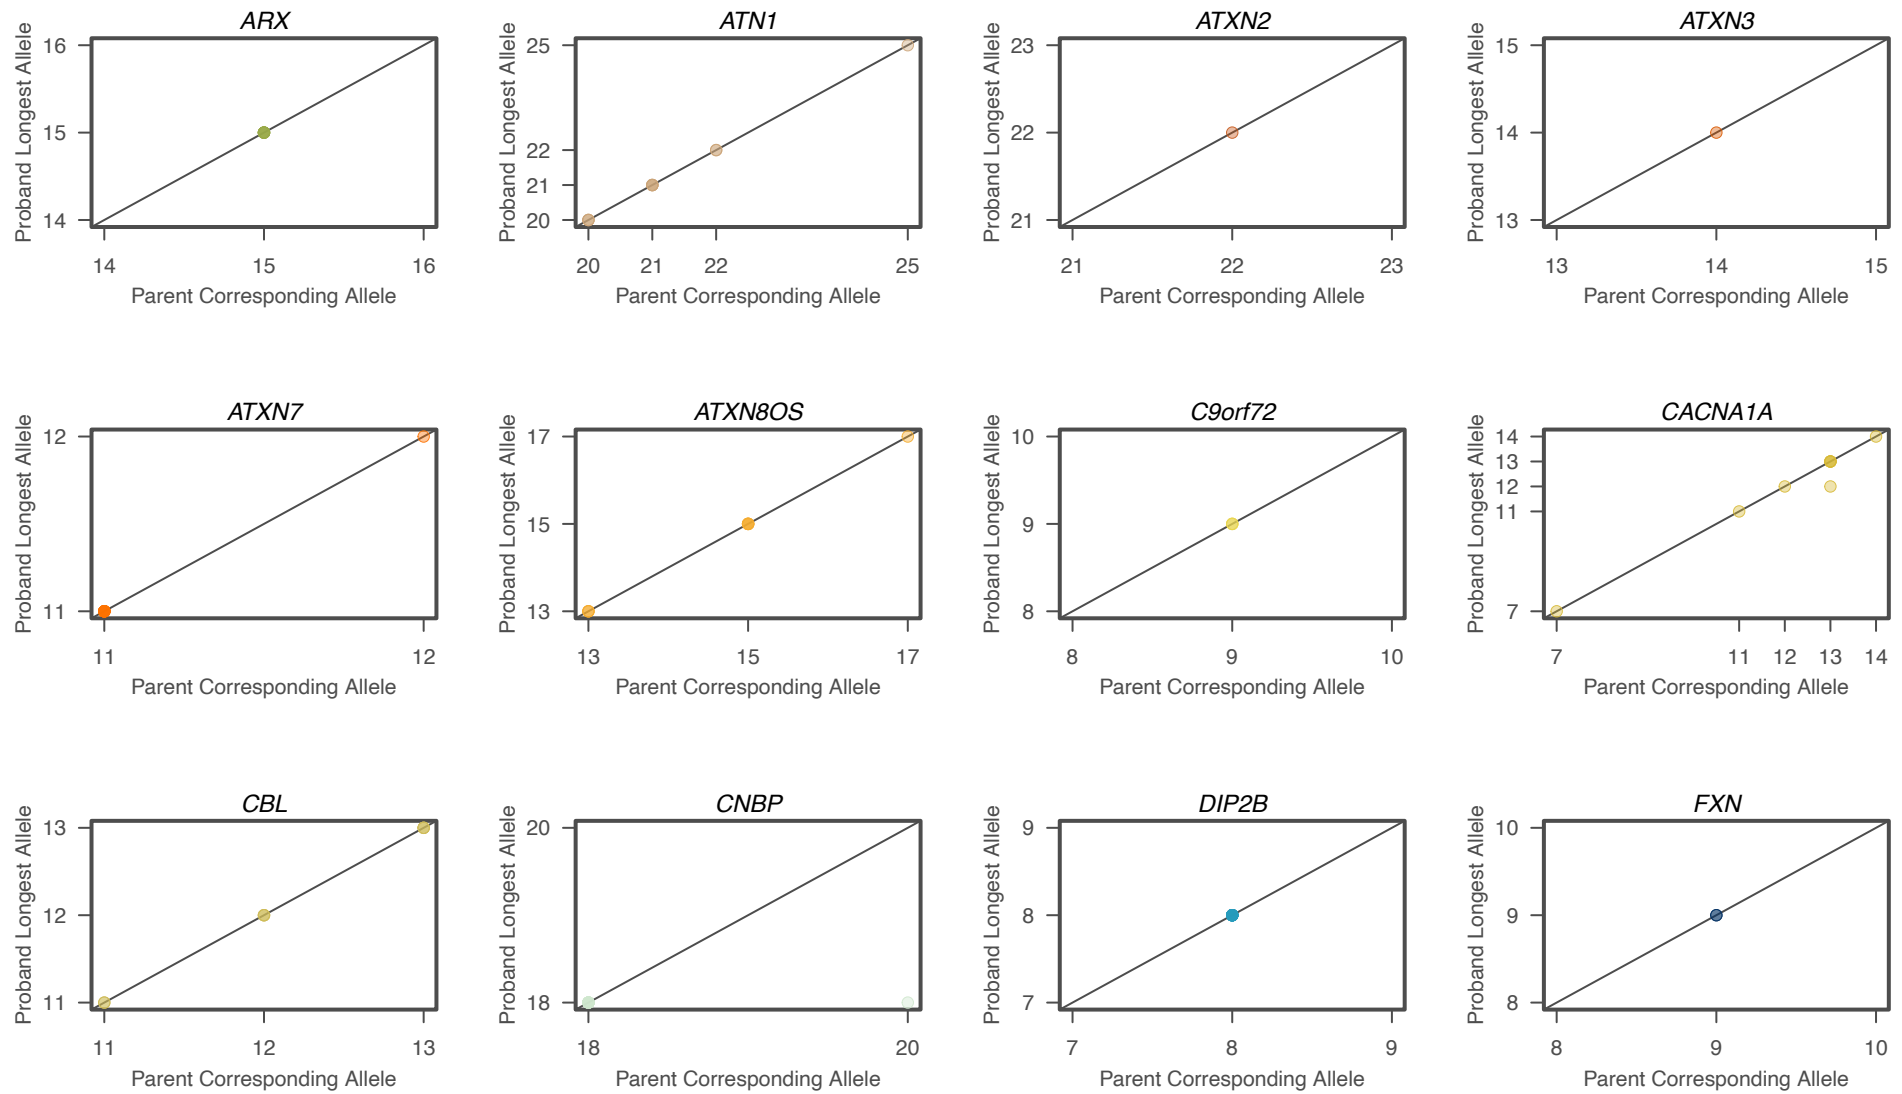 ARX
Proband Longest Allele
16
15
14
14 15 16
Parent Corresponding Allele
ATN1
Proband Longest Allele
25
22
21
20
20 21 22 25
Parent Corresponding Allele
ATXN2
Proband Longest Allele
23
22
21
21 22 23
Parent Corresponding Allele
ATXN3
Proband Longest Allele
15
14
13
13 14 15
Parent Corresponding Allele
ATXN7
Proband Longest Allele
12
11
11 12
Parent Corresponding Allele
ATXN8OS
Proband Longest Allele
17
15
13
13 15 17
Parent Corresponding Allele
C9orf72
Proband Longest Allele
10
9
8
8 9 10
Parent Corresponding Allele
CACNA1A
Proband Longest Allele
14
13
12
11
7
7 11 12 13 14
Parent Corresponding Allele
CBL
Proband Longest Allele
13
12
11
11 12 13
Parent Corresponding Allele
CNBP
Proband Longest Allele
20
18
18 20
Parent Corresponding Allele
DIP2B
Proband Longest Allele
9
8
7
7 8 9
Parent Corresponding Allele
FXN
Proband Longest Allele
10
9
8
8 9 10
Parent Corresponding Allele